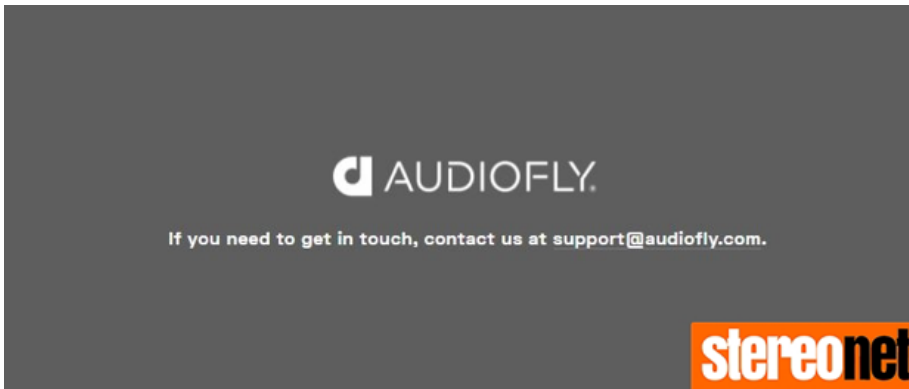 AUDIOFLY®
If you need to get in touch, contact us at support@audiofly.com.
stereonet